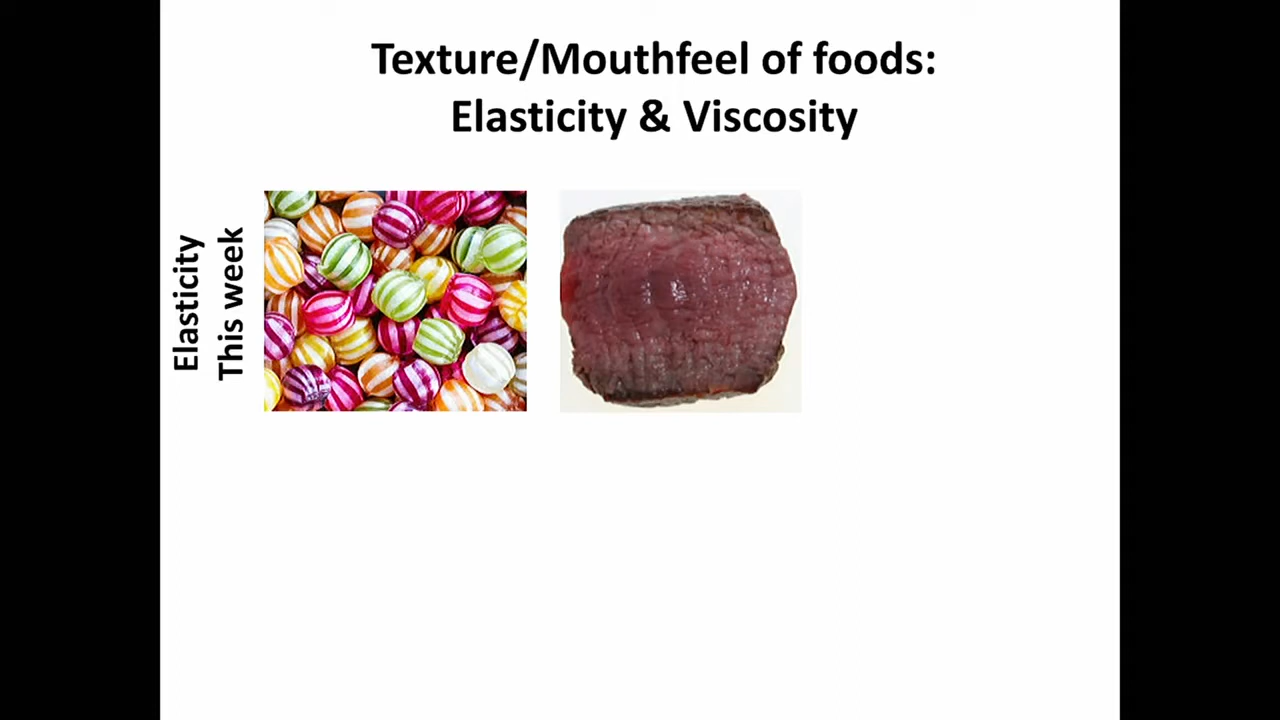 Texture/Mouthfeel of foods:
Elasticity & Viscosity
Elasticity
This week